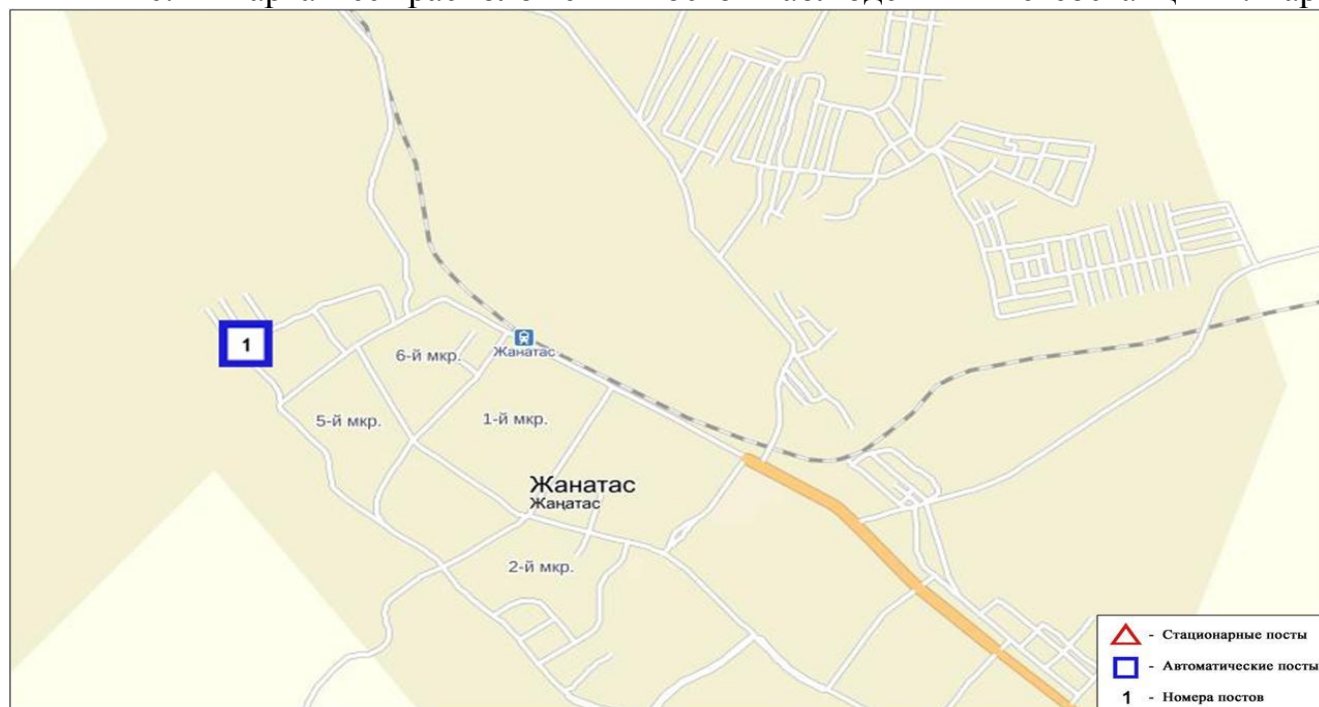 Жанатас
6-й мкр.
5-й мкр.
1-й мкр.
Жанатас
Жаңатас
2-й мкр.
1
- Стационарные посты
- Автоматические посты
1 - Номера постов